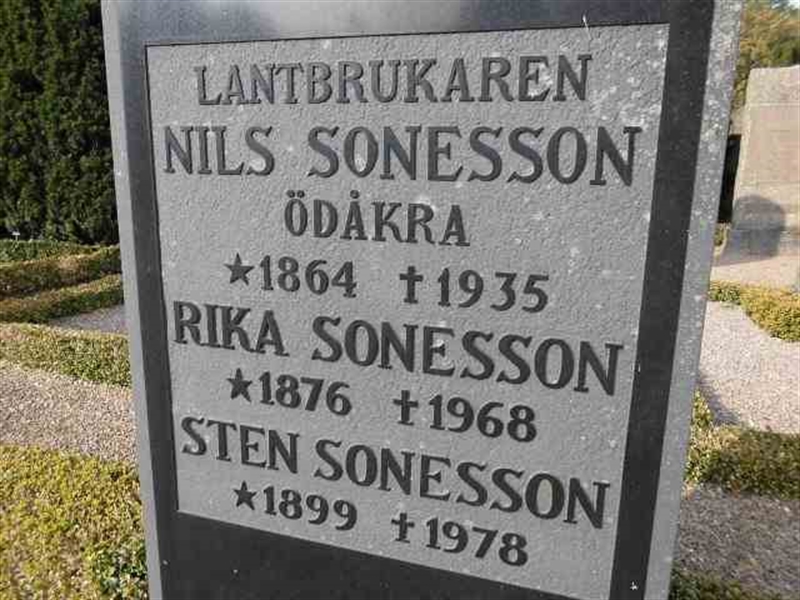 LANTBRUKAREN
NILS SONESSON
ÖDÅKRA
★1864 †1935
RIKA SONESSON
★1876 †1968
STEN SONESSON
★1899 †1978